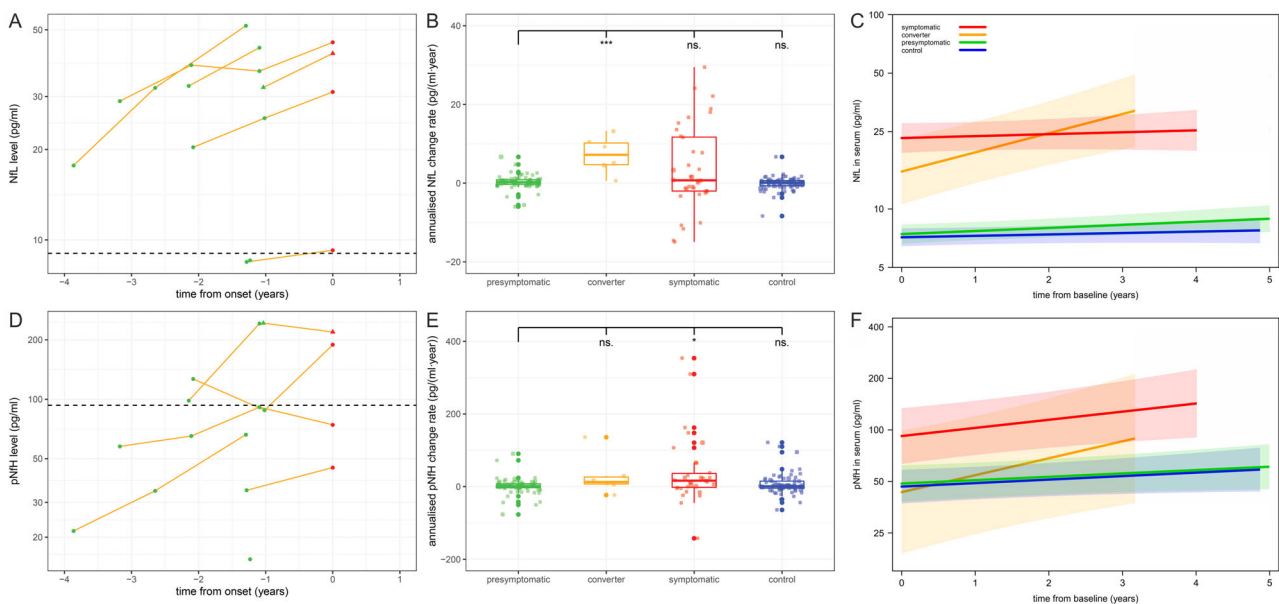 A
50
30
20
10
NfL level (pg/ml)
−4
−3
−2
−1
0
1
time from onset (years)
B
40
20
0
−20
annualised NfL change rate (pg/(ml·year)
***
ns.
ns.
presymptomatic
converter
symptomatic
control
C
symptomatic
converter
presymptomatic
control
100
50
25
10
5
NfL in serum (pg/ml)
0
1
2
3
4
5
time from baseline (years)
D
200
100
50
30
20
pNfH level (pg/ml)
−4
−3
−2
−1
0
1
time from onset (years)
E
400
200
0
−200
annualised pNfH change rate (pg/(ml·year))
ns.
*
ns.
presymptomatic
converter
symptomatic
control
F
400
200
100
50
25
pNfH in serum (pg/ml)
0
1
2
3
4
5
time from baseline (years)